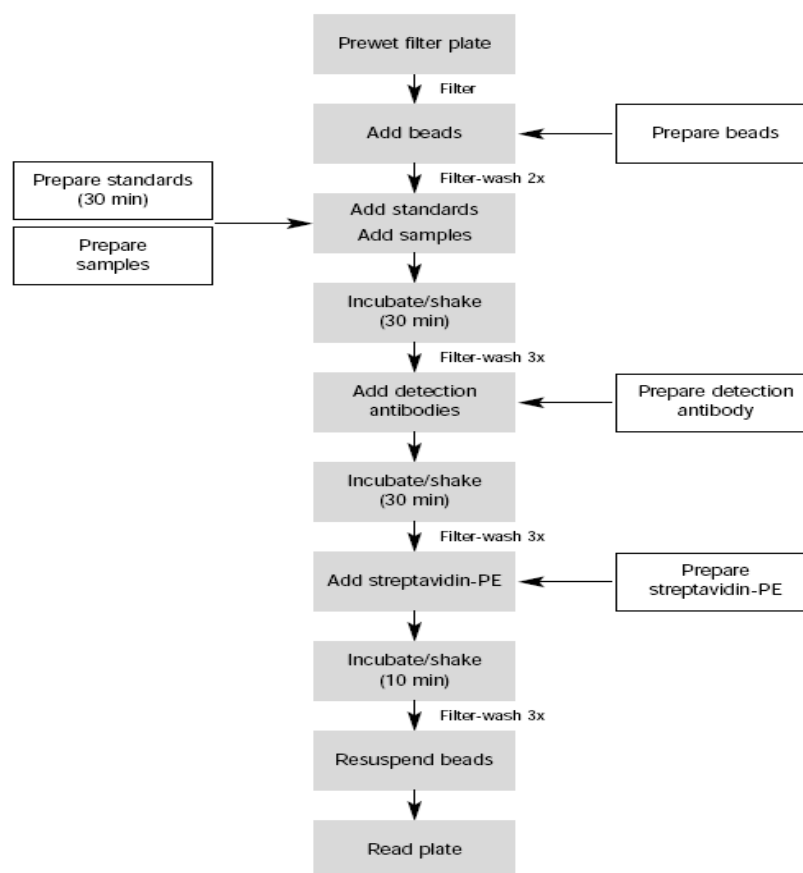 Prewet filter plate
Filter
Add beads
Prepare beads
Filter-wash 2x
Prepare standards
(30 min)
Prepare
samples
Add standards
Add samples
Incubate/shake
(30 min)
Filter-wash 3x
Add detection
antibodies
Prepare detection
antibody
Incubate/shake
(30 min)
Filter-wash 3x
Add streptavidin-PE
Prepare
streptavidin-PE
Incubate/shake
(10 min)
Filter-wash 3x
Resuspend beads
Read plate